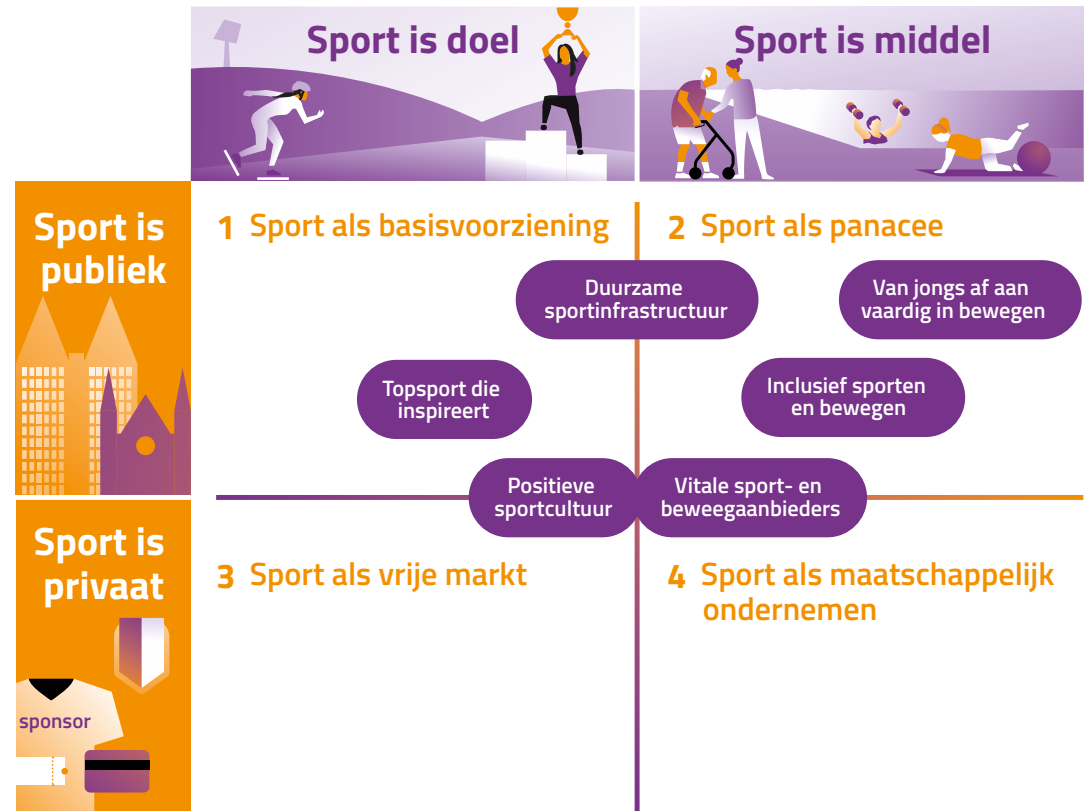 Sport is doel
Sport is middel
Sport is
publiek
1 Sport als basisvoorziening
2 Sport als panacee
Duurzame
sportinfrastructuur
Van jongs af aan
vaardig in bewegen
Topsport die
inspireert
Inclusief sporten
en bewegen
Positieve
sportcultuur
Vitale sport- en
beweegaanbieders
Sport is
privaat
3 Sport als vrije markt
4 Sport als maatschappelijk
ondernemen
sponsor